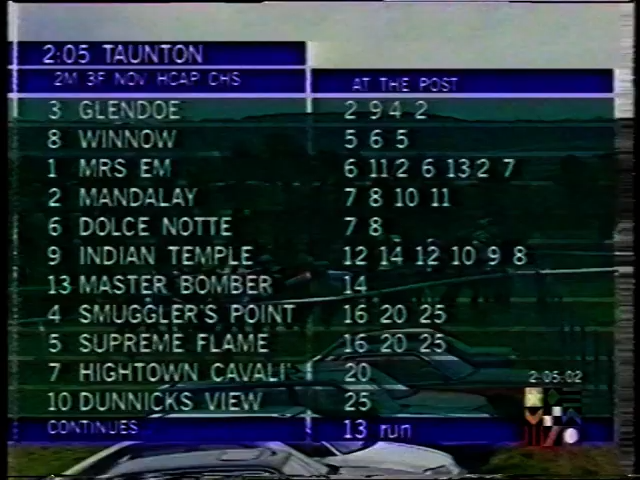 2:05 TAUNTON
2M 3F NOV HCAP CHS AT THE POST
3 GLENDOE 2 9 4 2
8 WINNOW 5 6 5
1 MRS EM 6 11 2 6 13 2 7
2 MANDALAY 7 8 10 11
6 DOLCE NOTTE 7 8
9 INDIAN TEMPLE 12 14 12 10 9 8
13 MASTER BOMBER 14
4 SMUGGLER'S POINT 16 20 25
5 SUPREME FLAME 16 20 25
7 HIGHTOWN CAVALI' 20
10 DUNNICKS VIEW 25
2:05:02
CONTINUES... 13 run